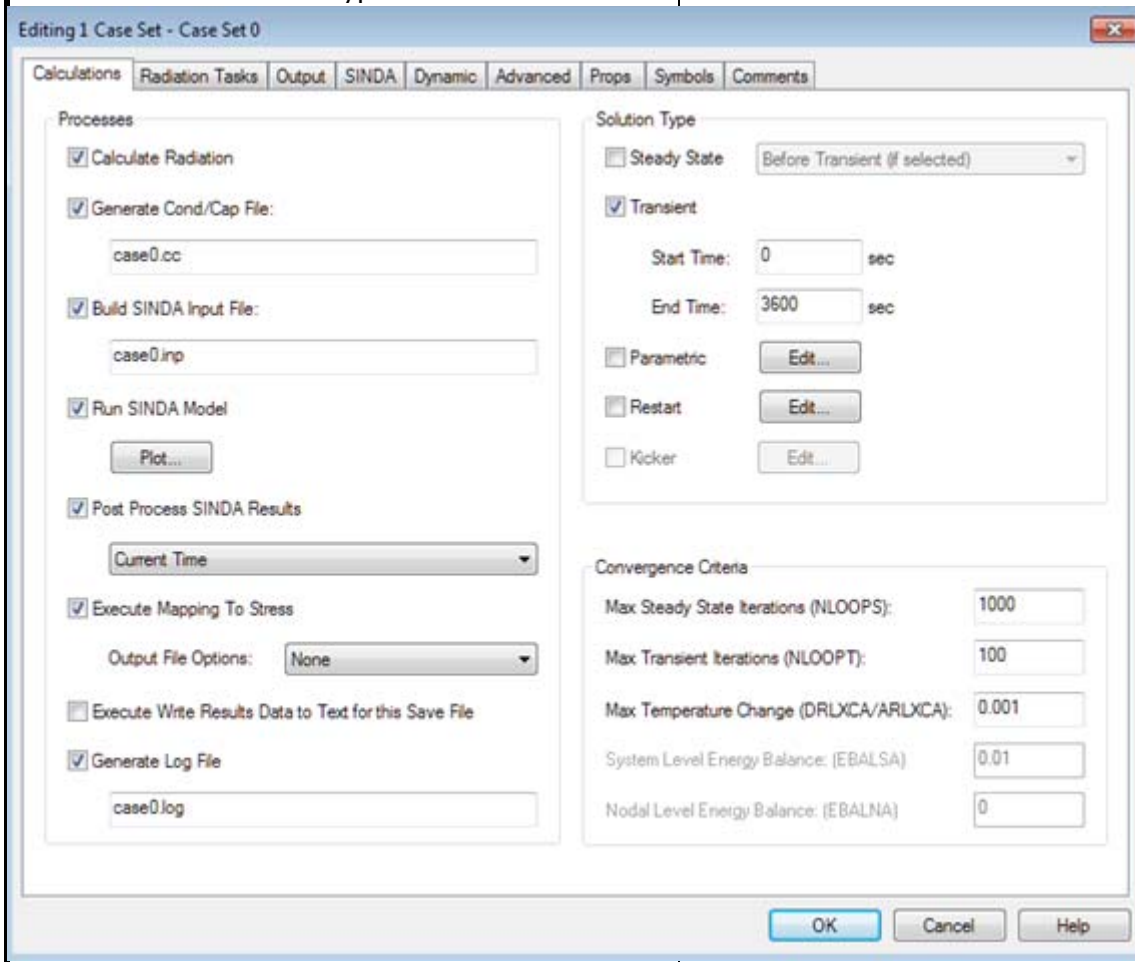 Editing 1 Case Set - Case Set 0
Calculations Radiation Tasks Output SINDA Dynamic Advanced Props Symbols Comments
Processes
Calculate Radiation
Generate Cond/Cap File:
case0.cc
Build SINDA Input File:
case0.inp
Run SINDA Model
Plot...
Post Process SINDA Results
Current Time
Execute Mapping To Stress
Output File Options: None
Execute Write Results Data to Text for this Save File
Generate Log File
case0.log
Solution Type
Steady State Before Transient (if selected)
Transient
Start Time: 0 sec
End Time: 3600 sec
Parametric Edit...
Restart Edit...
Kicker Edit...
Convergence Criteria
Max Steady State Iterations (NLOOPS): 1000
Max Transient Iterations (NLOOPT): 100
Max Temperature Change (DRLXCA/ARLXCA): 0.001
System Level Energy Balance: (EBALSA) 0.01
Nodal Level Energy Balance: (EBALNA) 0
OK Cancel Help